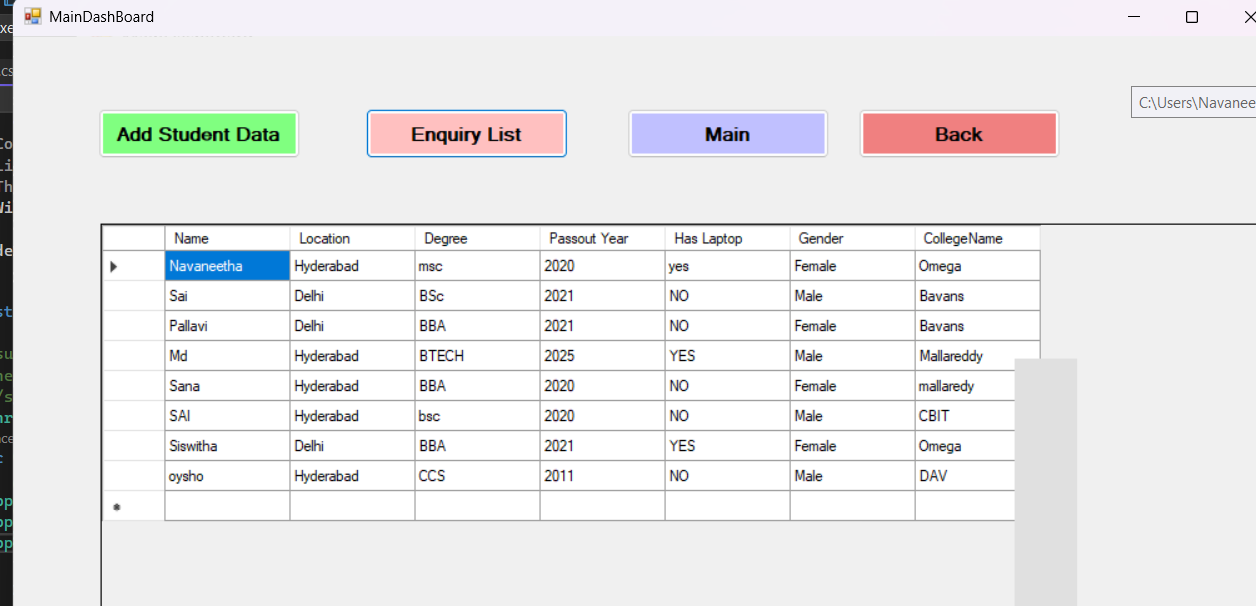 MainDashBoard
C:\Users\Navanee
Add Student Data Enquiry List Main Back
Name Location Degree Passout Year Has Laptop Gender CollegeName
Navaneetha Hyderabad msc 2020 yes Female Omega
Sai Delhi BSc 2021 NO Male Bavans
Pallavi Delhi BBA 2021 NO Female Bavans
Md Hyderabad BTECH 2025 YES Male Mallareddy
Sana Hyderabad BBA 2020 NO Female mallaredy
SAI Hyderabad bsc 2020 NO Male CBIT
Siswitha Delhi BBA 2021 YES Female Omega
oysho Hyderabad CCS 2011 NO Male DAV